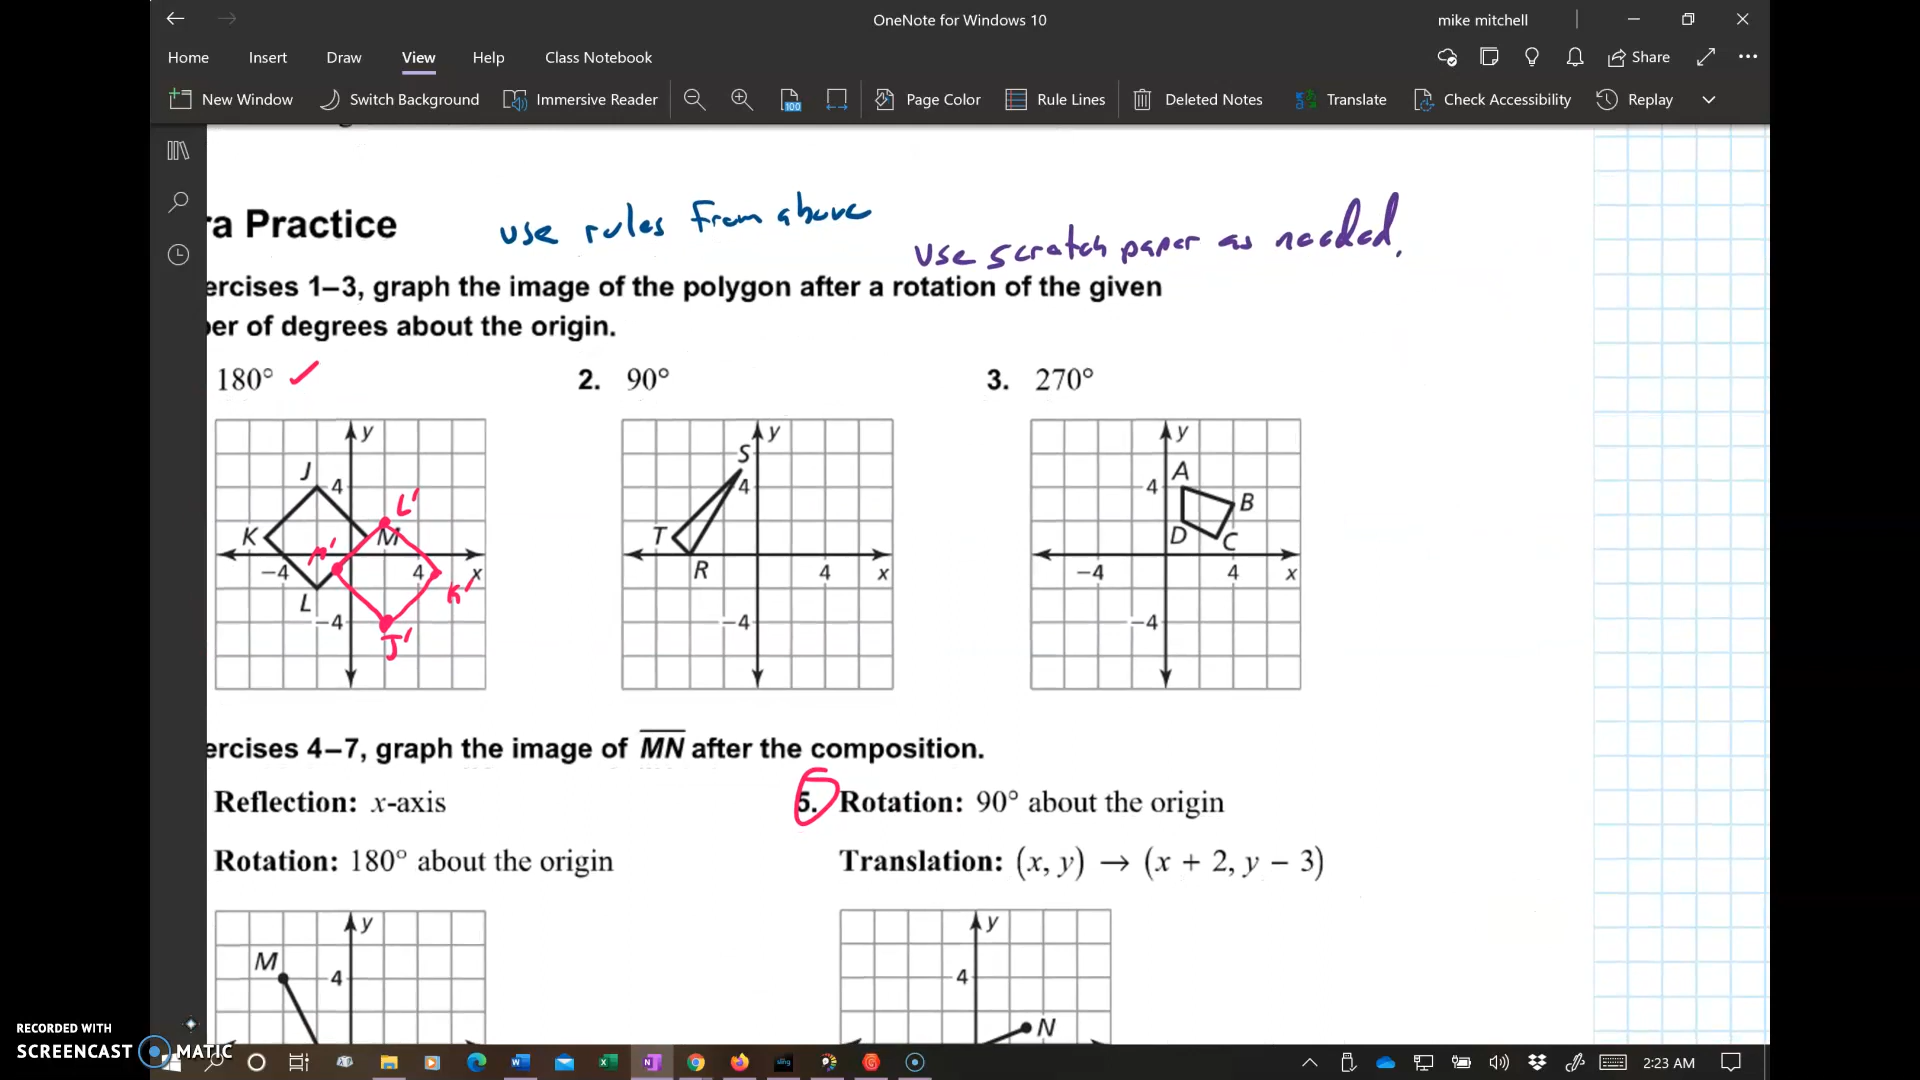 OneNote for Windows 10
mike mitchell
Home Insert Draw View Help Class Notebook
Share
New Window Switch Background Immersive Reader 100 Page Color Rule Lines Deleted Notes Translate Check Accessibility Replay
ra Practice
use rules from above
use scratch paper as needed.
ercises 1–3, graph the image of the polygon after a rotation of the given
ber of degrees about the origin.
180° ✓ 2. 90° 3. 270°
y J 4 L' K M M' -4 4 x K' L -4 J'
y S 4 T R 4 x -4
y A 4 B D C -4 4 x -4
ercises 4–7, graph the image of MN after the composition.
Reflection: x-axis
5. Rotation: 90° about the origin
Rotation: 180° about the origin
Translation: (x, y) → (x + 2, y − 3)
y M 4
y 4 N
RECORDED WITH
SCREENCAST MATIC
2:23 AM